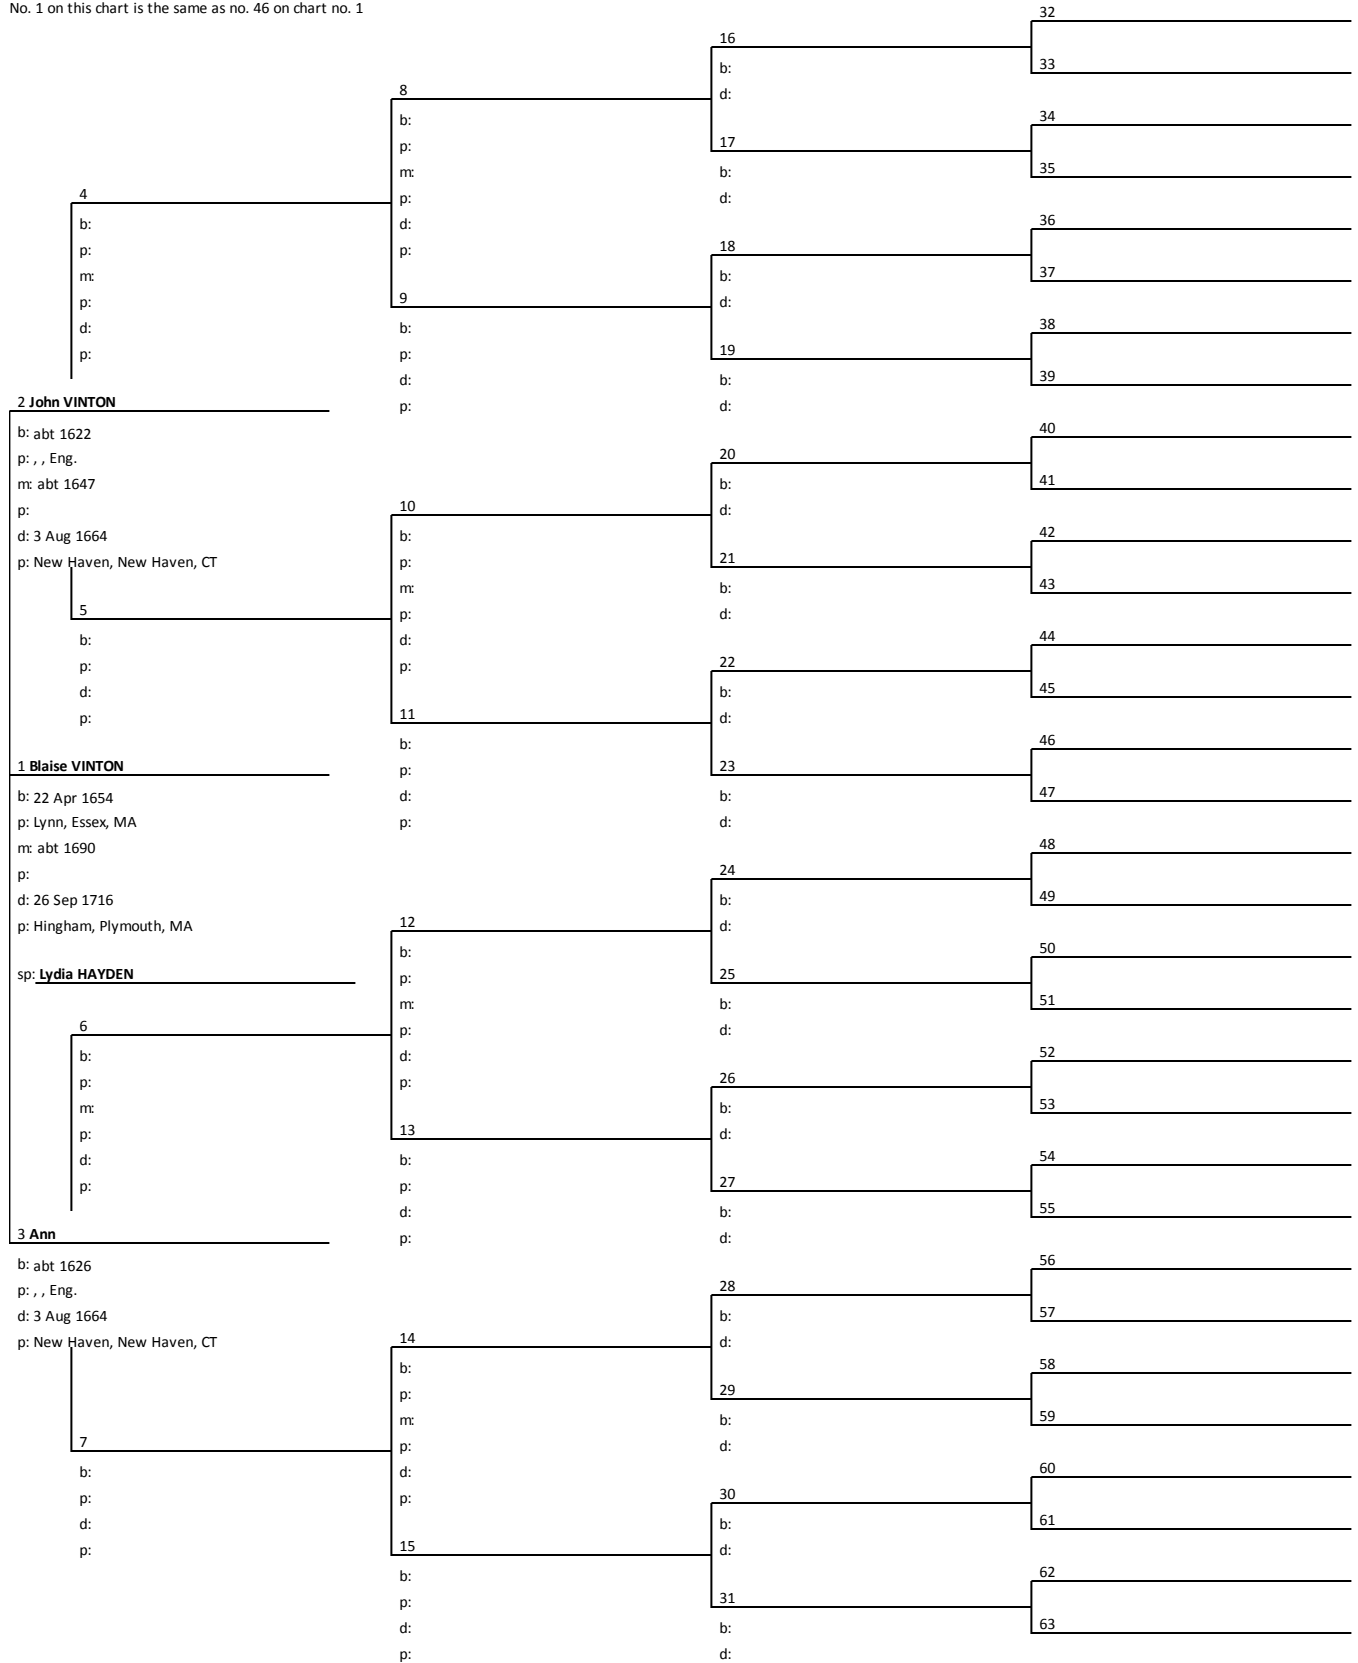 No. 1 on this chart is the same as no. 46 on chart no. 1
4
b:
p:
m:
p:
d:
p:
2 John VINTON
b: abt 1622
p: , , Eng.
m: abt 1647
p:
d: 3 Aug 1664
p: New Haven, New Haven, CT
5
b:
p:
d:
p:
1 Blaise VINTON
b: 22 Apr 1654
p: Lynn, Essex, MA
m: abt 1690
p:
d: 26 Sep 1716
p: Hingham, Plymouth, MA
sp: Lydia HAYDEN
6
b:
p:
m:
p:
d:
p:
3 Ann
b: abt 1626
p: , , Eng.
d: 3 Aug 1664
p: New Haven, New Haven, CT
7
b:
p:
d:
p:
8
b:
p:
m:
p:
d:
p:
9
b:
p:
d:
p:
10
b:
p:
m:
p:
d:
p:
11
b:
p:
d:
p:
12
b:
p:
m:
p:
d:
p:
13
b:
p:
d:
p:
14
b:
p:
m:
p:
d:
p:
15
b:
p:
d:
p:
16
b:
d:
17
b:
d:
18
b:
d:
19
b:
d:
20
b:
d:
21
b:
d:
22
b:
d:
23
b:
d:
24
b:
d:
25
b:
d:
26
b:
d:
27
b:
d:
28
b:
d:
29
b:
d:
30
b:
d:
31
b:
d:
32
33
34
35
36
37
38
39
40
41
42
43
44
45
46
47
48
49
50
51
52
53
54
55
56
57
58
59
60
61
62
63